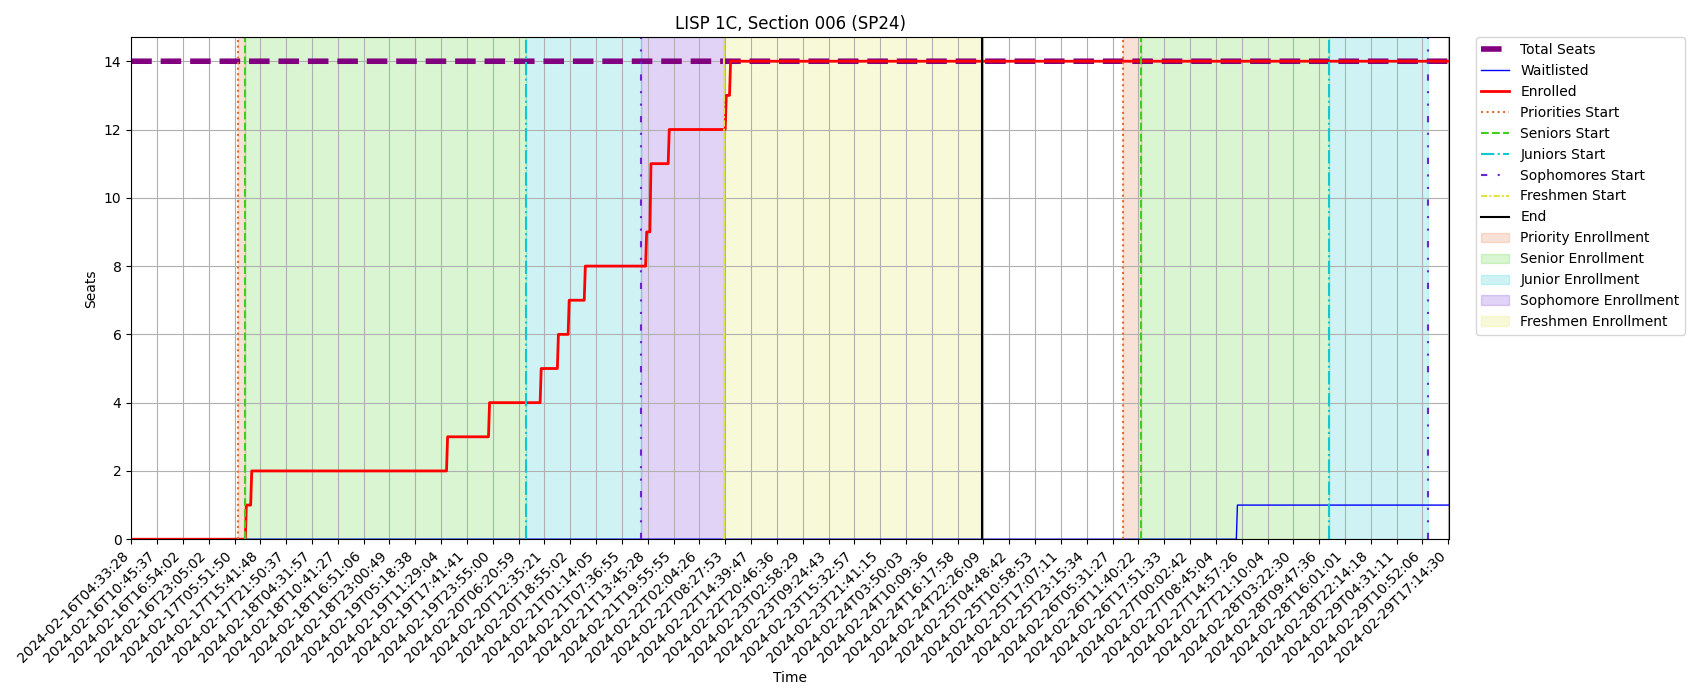 LISP 1C, Section 006 (SP24)
Seats
14
12
10
8
6
4
2
0
2024-02-16T04:33:28
2024-02-16T10:45:37
2024-02-16T16:54:02
2024-02-16T23:05:02
2024-02-17T05:51:50
2024-02-17T15:41:48
2024-02-17T21:50:37
2024-02-18T04:31:57
2024-02-18T10:41:27
2024-02-18T16:51:06
2024-02-18T23:00:49
2024-02-19T05:18:39
2024-02-19T11:29:04
2024-02-19T17:41:41
2024-02-19T23:55:00
2024-02-20T06:20:59
2024-02-20T12:35:21
2024-02-20T18:55:02
2024-02-21T01:14:05
2024-02-21T07:36:55
2024-02-21T13:45:28
2024-02-21T19:55:55
2024-02-22T02:04:26
2024-02-22T08:27:53
2024-02-22T14:39:47
2024-02-22T20:46:36
2024-02-23T02:58:29
2024-02-23T09:24:43
2024-02-23T15:32:57
2024-02-23T21:41:15
2024-02-24T03:50:03
2024-02-24T10:09:36
2024-02-24T16:17:58
2024-02-24T22:26:09
2024-02-25T04:48:42
2024-02-25T10:58:53
2024-02-25T17:07:11
2024-02-25T23:15:34
2024-02-26T05:31:27
2024-02-26T11:40:22
2024-02-26T17:51:33
2024-02-27T00:02:42
2024-02-27T08:45:04
2024-02-27T14:57:26
2024-02-27T21:10:04
2024-02-28T03:22:30
2024-02-28T09:47:36
2024-02-28T16:01:01
2024-02-28T22:14:18
2024-02-29T04:31:11
2024-02-29T10:52:06
2024-02-29T17:14:30
Time
Total Seats
Waitlisted
Enrolled
Priorities Start
Seniors Start
Juniors Start
Sophomores Start
Freshmen Start
End
Priority Enrollment
Senior Enrollment
Junior Enrollment
Sophomore Enrollment
Freshmen Enrollment